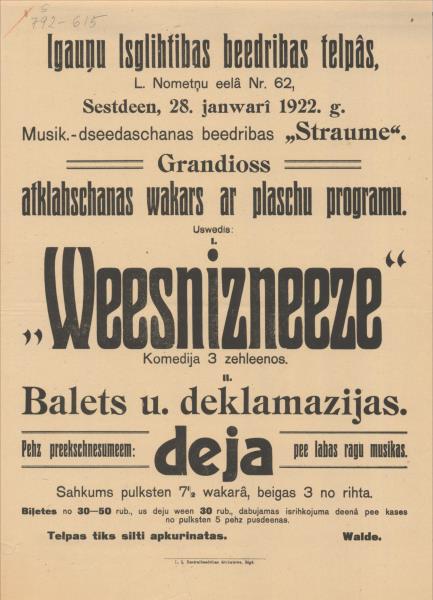 792-615
Igauņu Isglihtibas beedribas telpâs,
L. Nometņu eelâ Nr. 62,
Sestdeen, 28. janwarî 1922. g.
Musik.-dseedaschanas beedribas „Straume“.
Grandioss
atklahschanas wakars ar plaschu programu.
Uswedis:
I.
„Weesnizneeze“
Komedija 3 zehleenos.
II.
Balets u. deklamazijas.
Pehz preekschnesumeem: deja pee labas ragu musikas.
Sahkums pulksten 7½ wakarâ, beigas 3 no rihta.
Biļetes no 30—50 rub., us deju ween 30 rub., dabujamas isrihkojuma deenâ pee kases
no pulksten 5 pehz pusdeenas.
Telpas tiks silti apkurinatas. Walde.